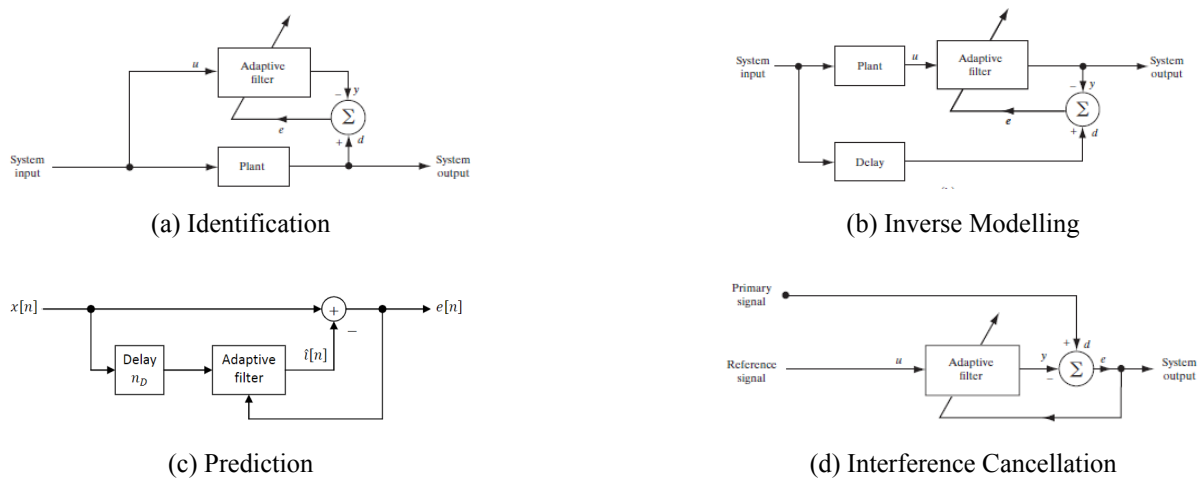 u
Adaptive
filter
− y
Σ
e
+ d
System
input
Plant
System
output
(a) Identification
System
input
Plant
u
Adaptive
filter
System
output
− y
Σ
e
+ d
Delay
(b) Inverse Modelling
x[n]
+
e[n]
−
Delay
n_D
Adaptive
filter
î[n]
(c) Prediction
Primary
signal
+ d
Reference
signal
u
Adaptive
filter
y
−
Σ
e
System
output
(d) Interference Cancellation